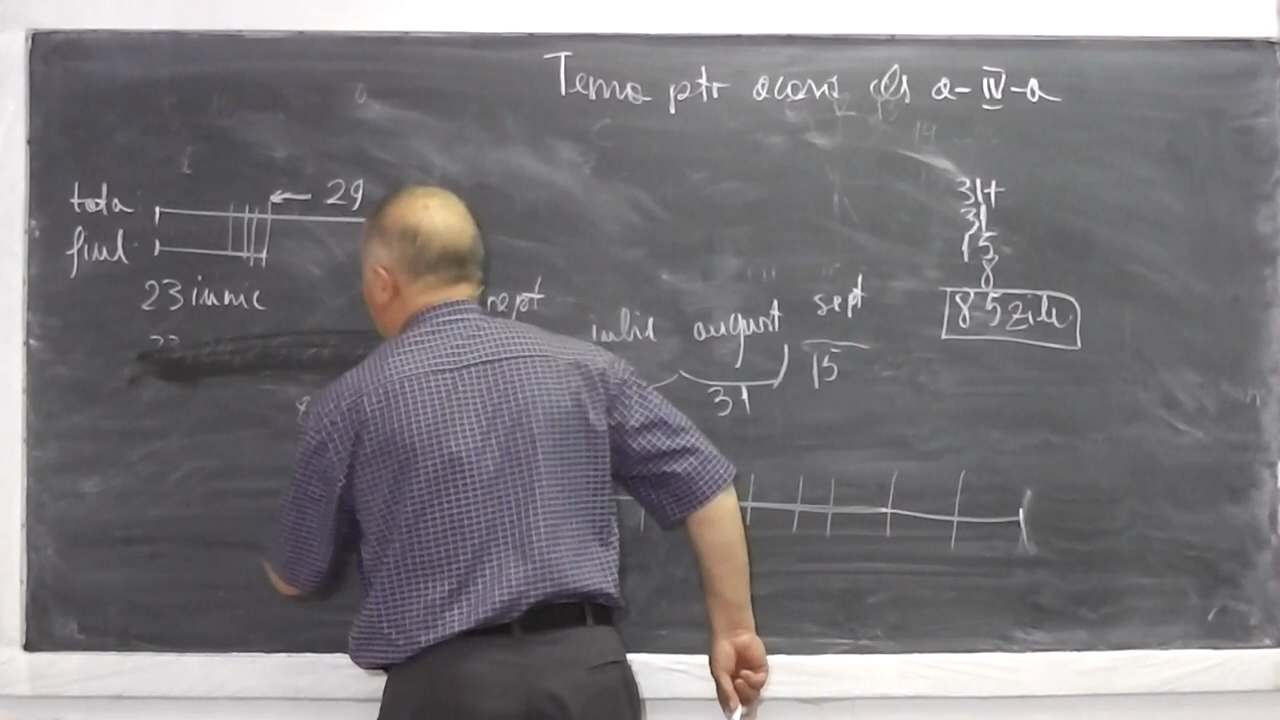 Tema ptr acasă cls a-IV-a
tata ← 29
fiul
23 iunie
sept
iulie august sept
31
15
31+
31
15
8
85 zile